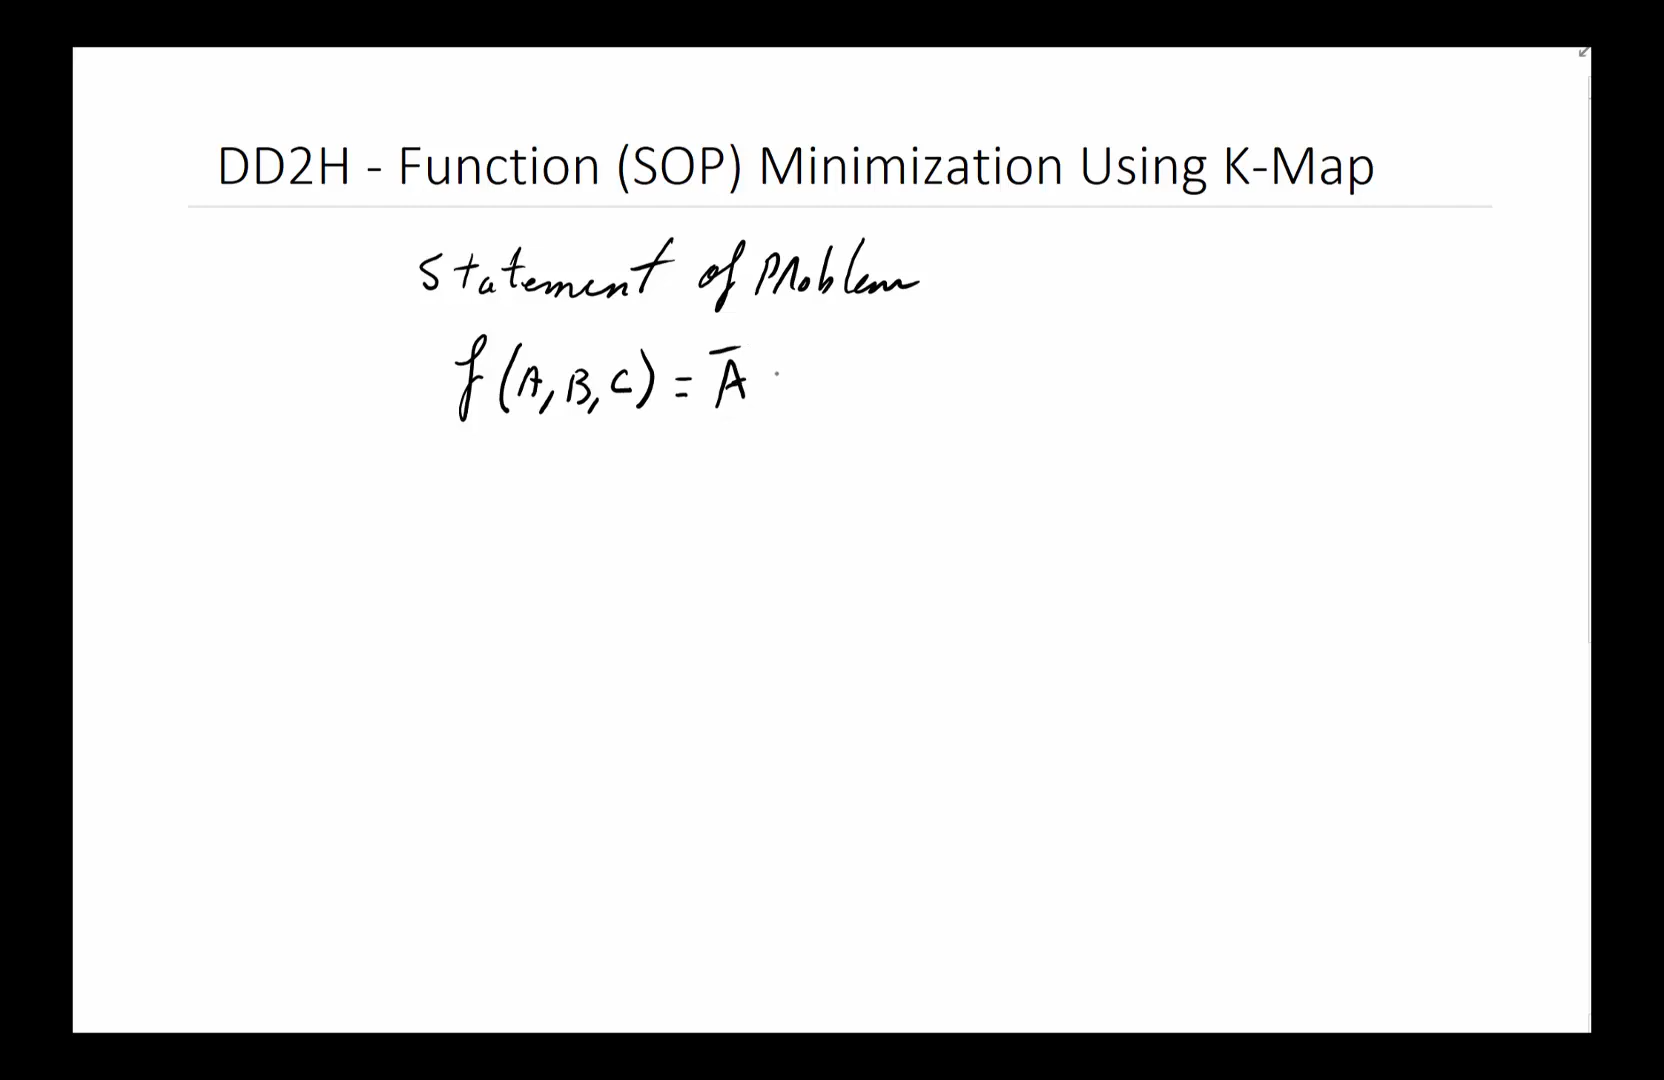 DD2H - Function (SOP) Minimization Using K-Map
Statement of Problem
f(A,B,C) = A̅